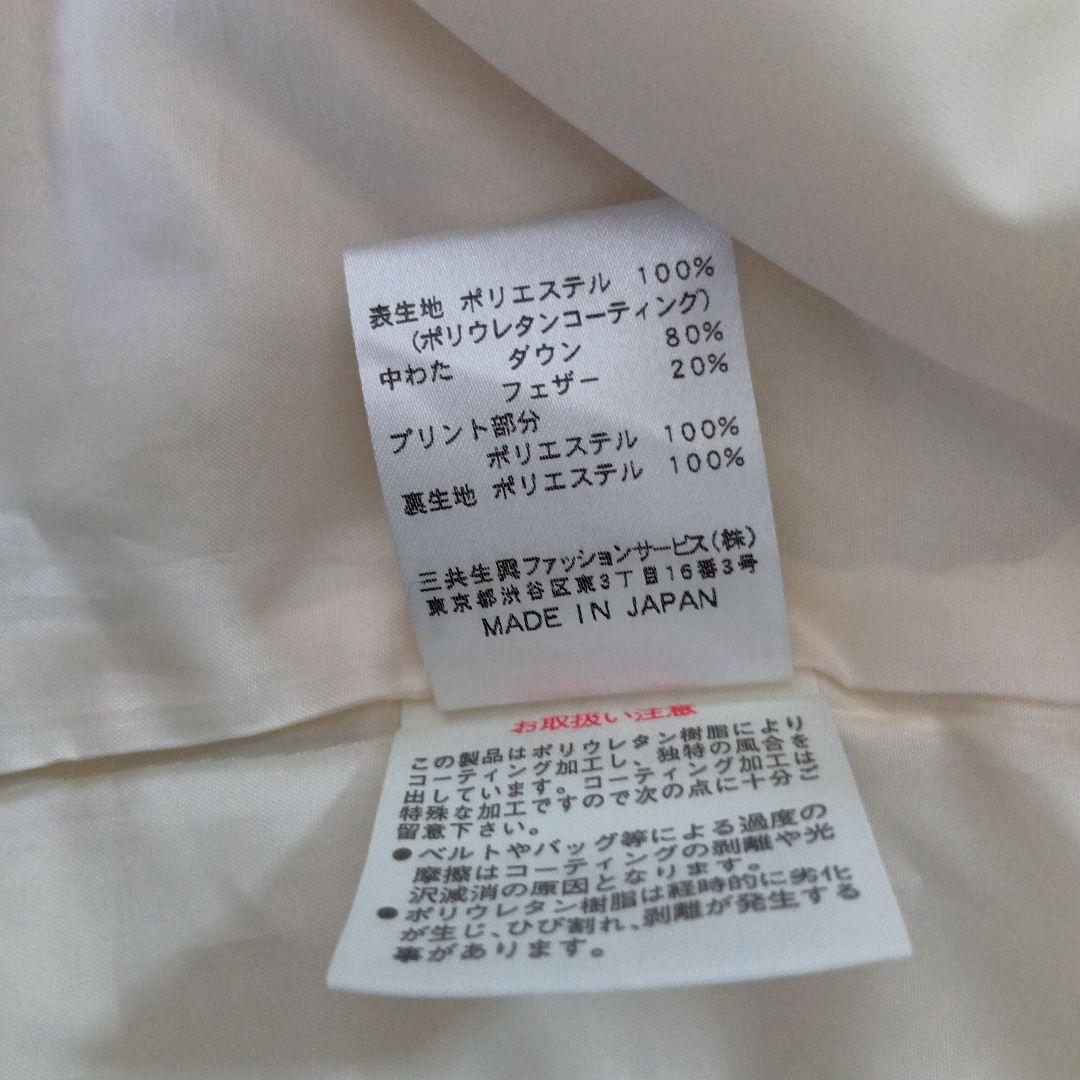 表生地 ポリエステル 100%
(ポリウレタンコーティング)
中わた ダウン 80%
フェザー 20%
プリント部分
ポリエステル 100%
裏生地 ポリエステル 100%
三共生興ファッションサービス(株)
東京都渋谷区東3丁目16番3号
MADE IN JAPAN
お取扱い注意
この製品はポリウレタン樹脂により
コーティング加工し、独特の風合を
出しています。コーティング加工は
特殊な加工ですので次の点に十分ご
留意下さい。
●ベルトやバッグ等による過度の
摩擦はコーティングの剥離や光
沢減消の原因となります。
●ポリウレタン樹脂は経時的に劣化
が生じ、ひび割れ、剥離が発生する
事があります。